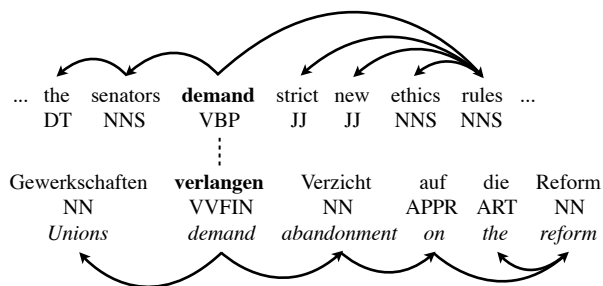 ... the senators demand strict new ethics rules ...
DT NNS VBP JJ JJ NNS NNS
Gewerkschaften verlangen Verzicht auf die Reform
NN VVFIN NN APPR ART NN
Unions demand abandonment on the reform